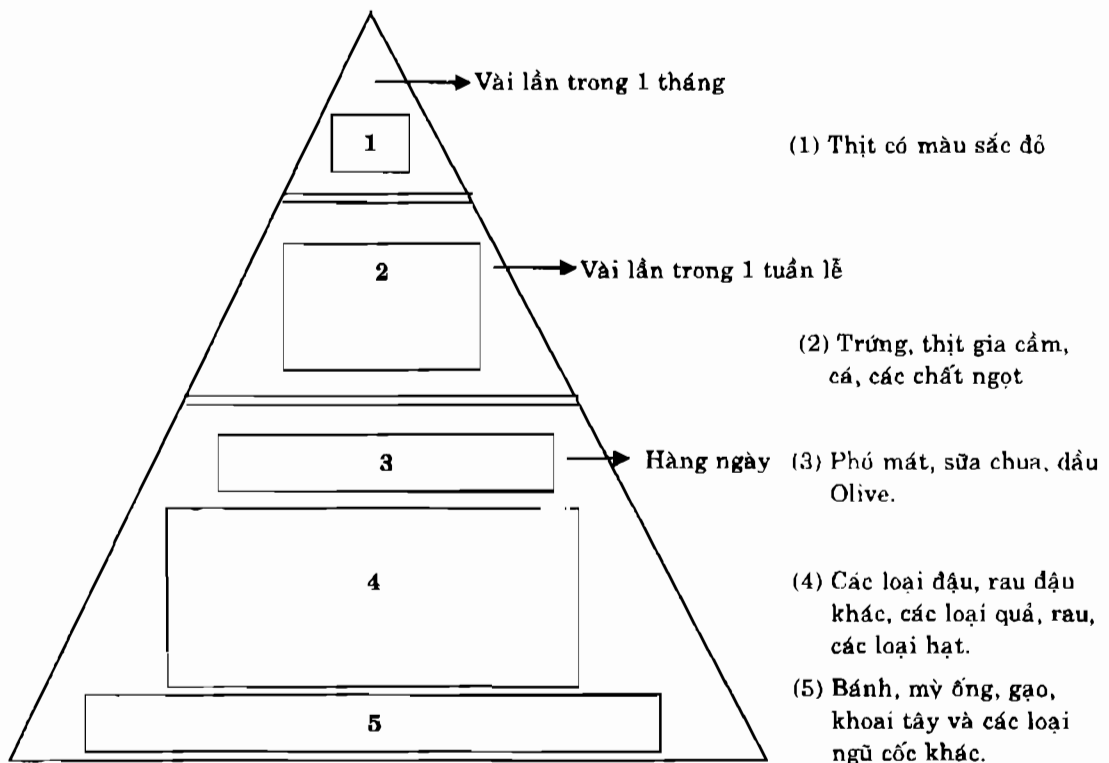 Vài lần trong 1 tháng
1
(1) Thịt có màu sắc đỏ
2
Vài lần trong 1 tuần lễ
(2) Trứng, thịt gia cầm,
cá, các chất ngọt
3
Hàng ngày
(3) Phó mát, sữa chua, dầu
Olive.
4
(4) Các loại đậu, rau đậu
khác, các loại quả, rau,
các loại hạt.
5
(5) Bánh, mỳ ống, gạo,
khoai tây và các loại
ngũ cốc khác.